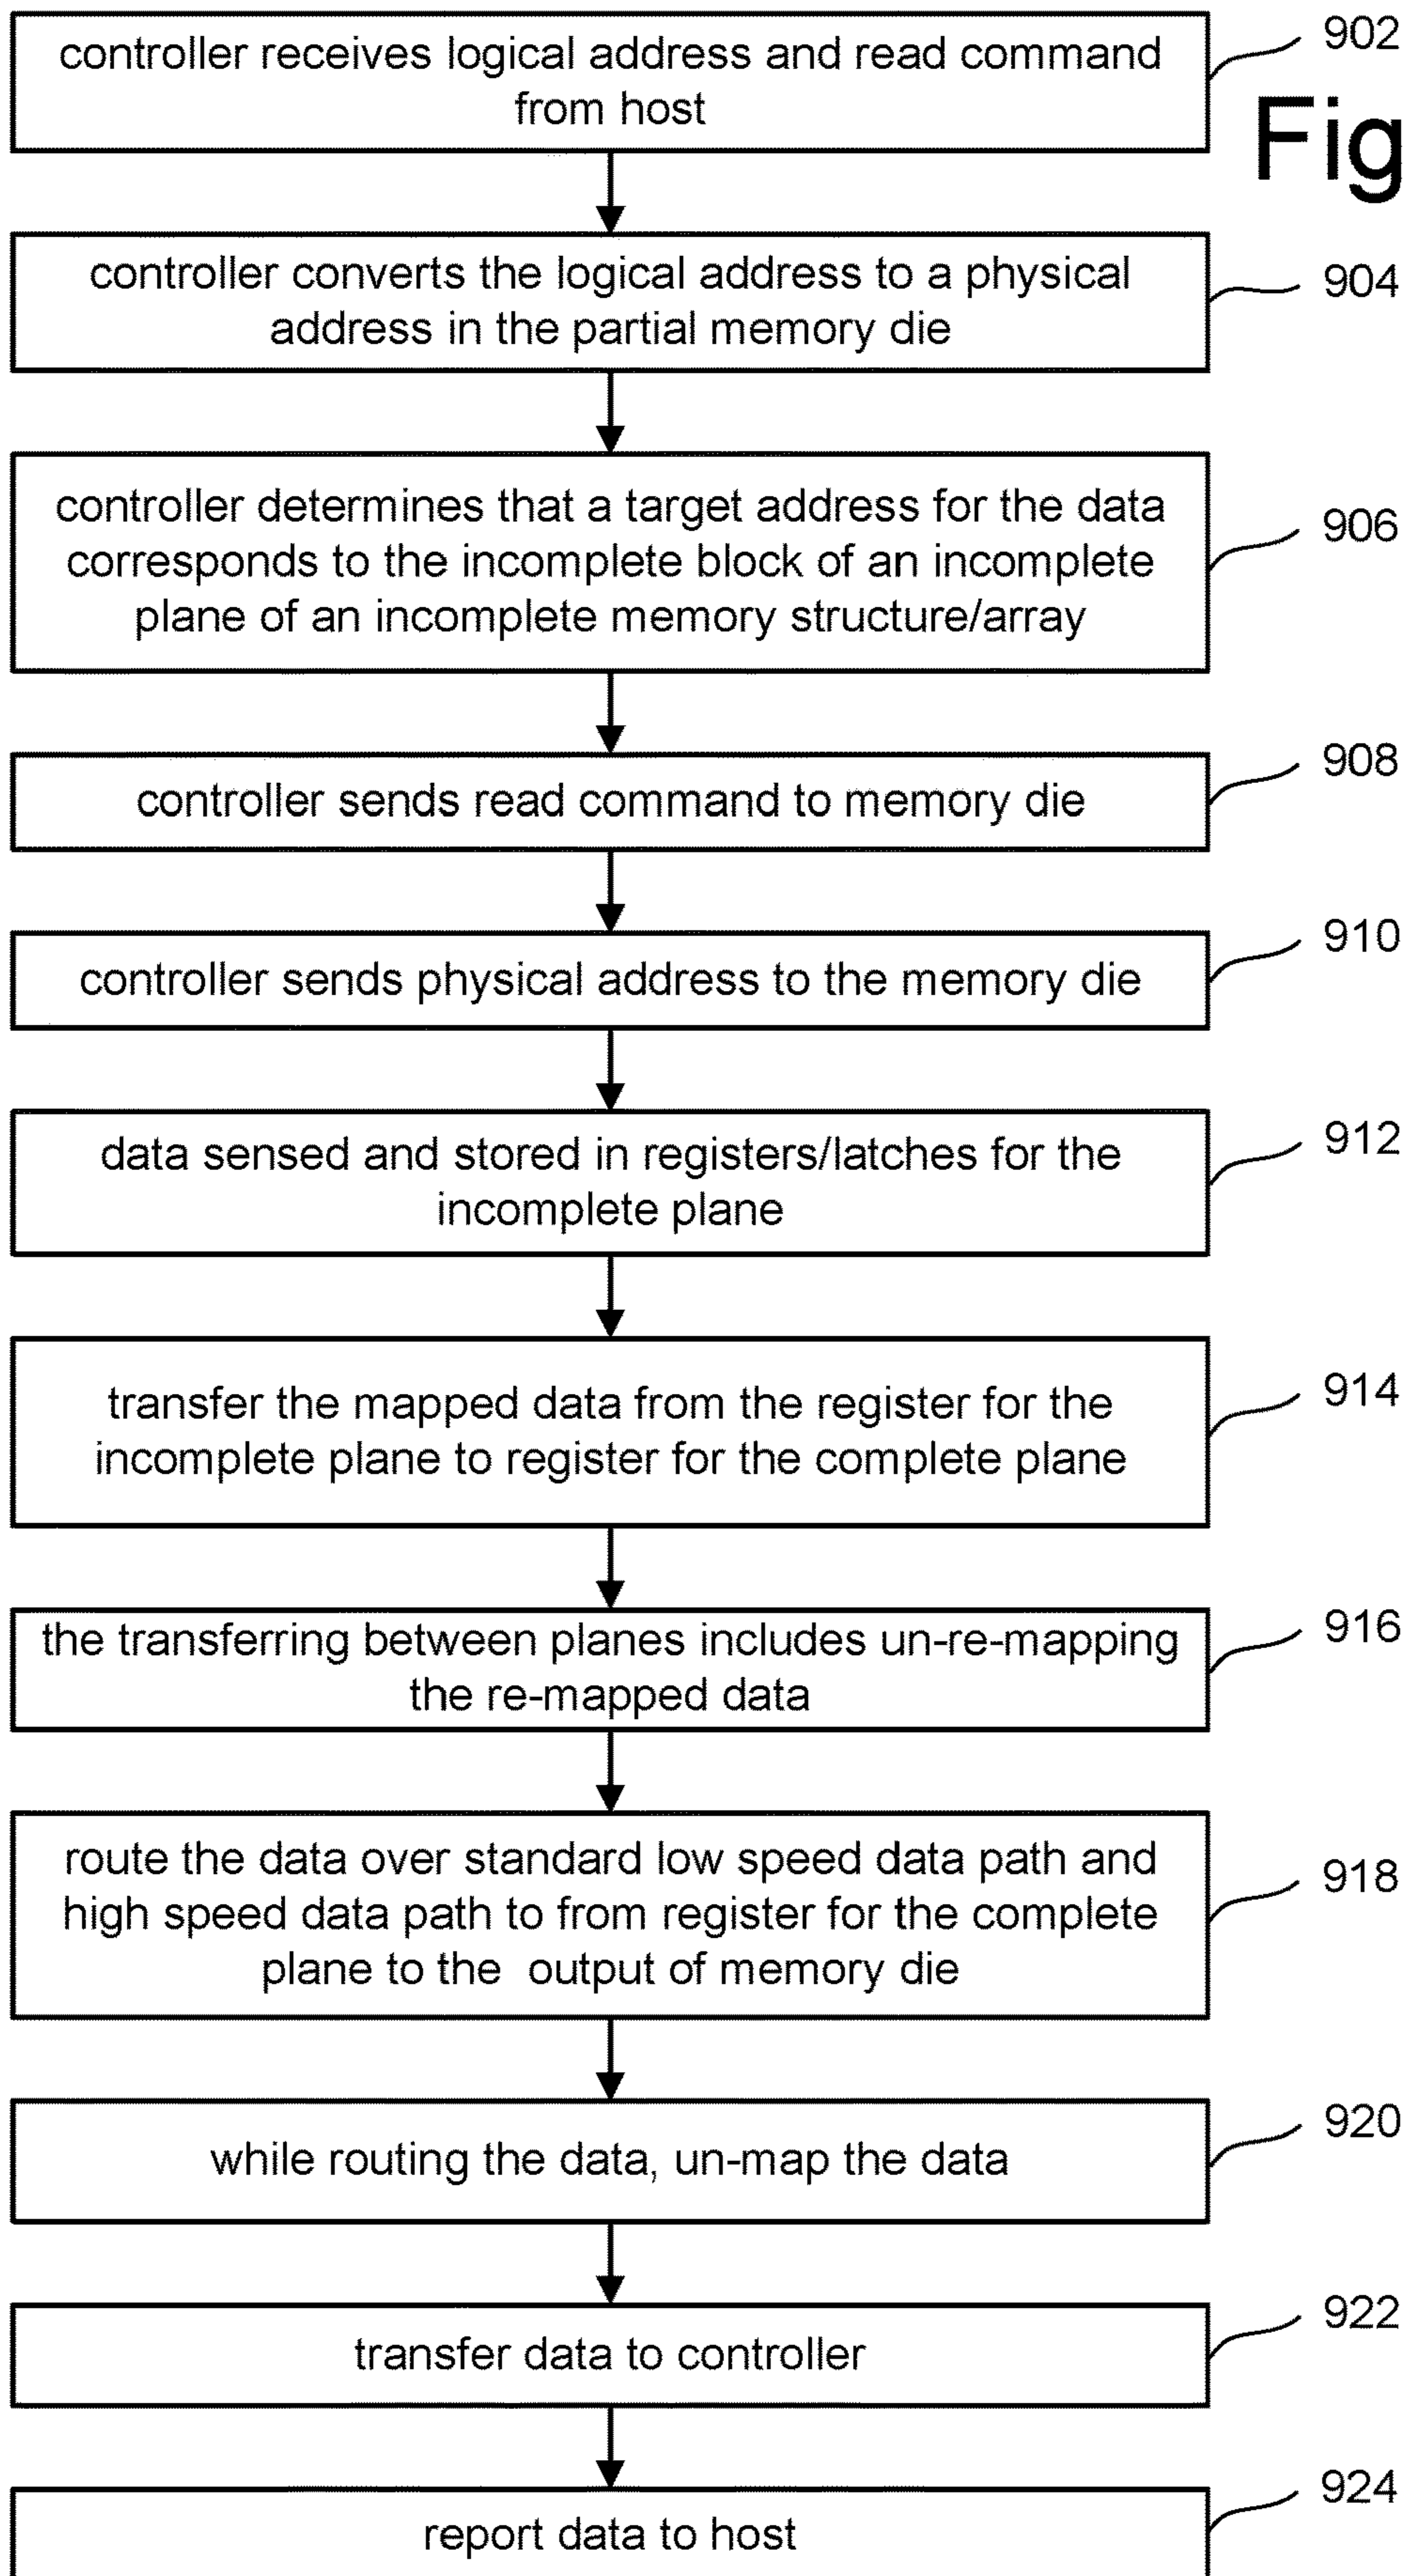 controller receives logical address and read command
from host
902
Fig
controller converts the logical address to a physical
address in the partial memory die
904
controller determines that a target address for the data
corresponds to the incomplete block of an incomplete
plane of an incomplete memory structure/array
906
controller sends read command to memory die
908
controller sends physical address to the memory die
910
data sensed and stored in registers/latches for the
incomplete plane
912
transfer the mapped data from the register for the
incomplete plane to register for the complete plane
914
the transferring between planes includes un-re-mapping
the re-mapped data
916
route the data over standard low speed data path and
high speed data path to from register for the complete
plane to the output of memory die
918
while routing the data, un-map the data
920
transfer data to controller
922
report data to host
924